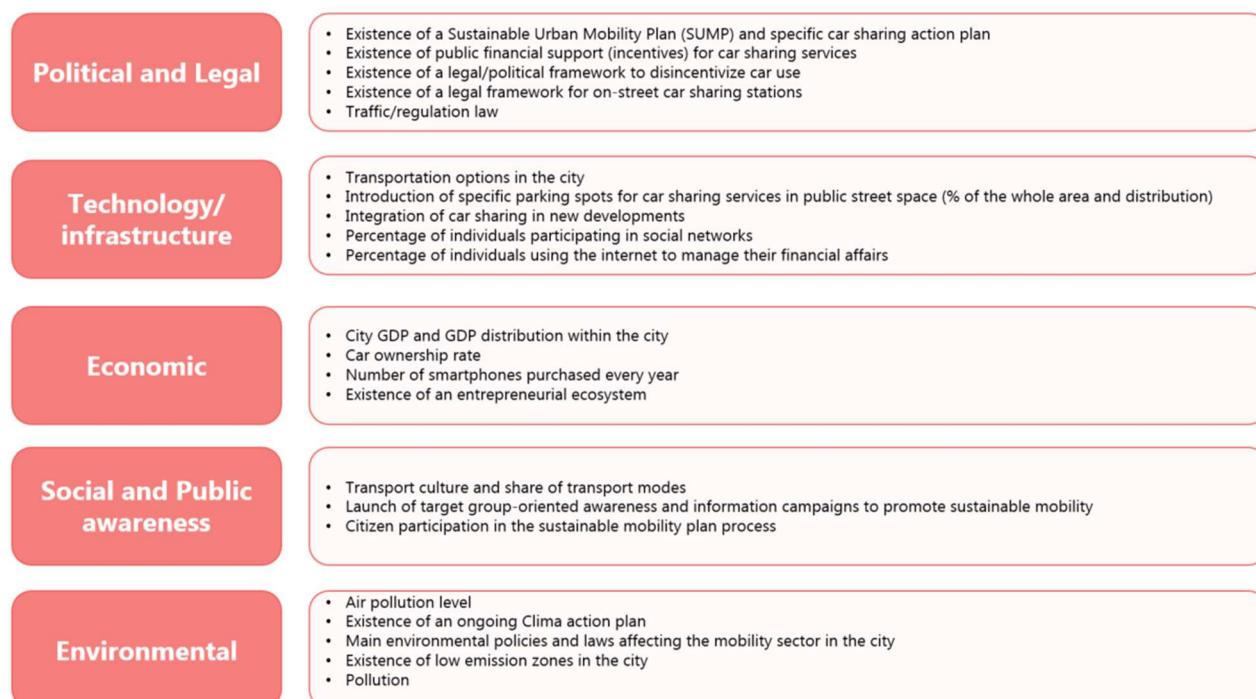 Political and Legal
• Existence of a Sustainable Urban Mobility Plan (SUMP) and specific car sharing action plan
• Existence of public financial support (incentives) for car sharing services
• Existence of a legal/political framework to disincentivize car use
• Existence of a legal framework for on-street car sharing stations
• Traffic/regulation law
Technology/
infrastructure
• Transportation options in the city
• Introduction of specific parking spots for car sharing services in public street space (% of the whole area and distribution)
• Integration of car sharing in new developments
• Percentage of individuals participating in social networks
• Percentage of individuals using the internet to manage their financial affairs
Economic
• City GDP and GDP distribution within the city
• Car ownership rate
• Number of smartphones purchased every year
• Existence of an entrepreneurial ecosystem
Social and Public
awareness
• Transport culture and share of transport modes
• Launch of target group-oriented awareness and information campaigns to promote sustainable mobility
• Citizen participation in the sustainable mobility plan process
Environmental
• Air pollution level
• Existence of an ongoing Clima action plan
• Main environmental policies and laws affecting the mobility sector in the city
• Existence of low emission zones in the city
• Pollution